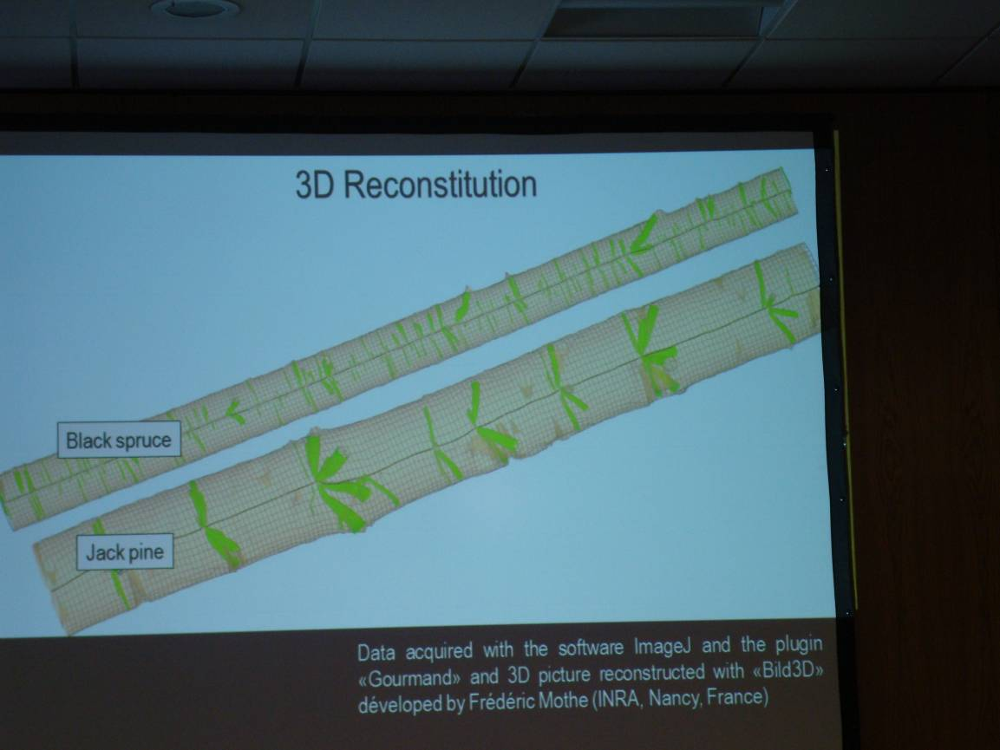 3D Reconstitution
Black spruce
Jack pine
Data acquired with the software ImageJ and the plugin
«Gourmand» and 3D picture reconstructed with «Bild3D»
déveloped by Frédéric Mothe (INRA, Nancy, France)